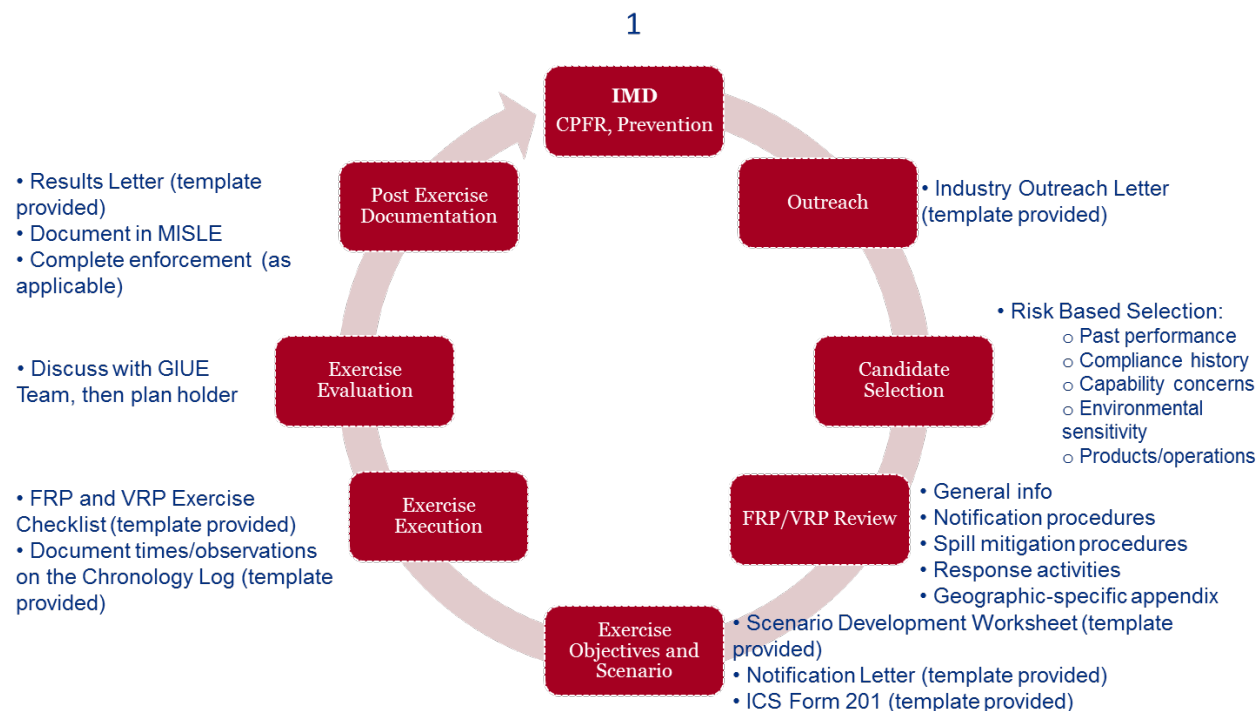 1
IMD
CPFR, Prevention
Outreach
• Industry Outreach Letter
(template provided)
Candidate
Selection
• Risk Based Selection:
o Past performance
o Compliance history
o Capability concerns
o Environmental
sensitivity
o Products/operations
FRP/VRP Review
• General info
• Notification procedures
• Spill mitigation procedures
• Response activities
• Geographic-specific appendix
Exercise
Objectives and
Scenario
• Scenario Development Worksheet (template
provided)
• Notification Letter (template provided)
• ICS Form 201 (template provided)
Exercise
Execution
• FRP and VRP Exercise
Checklist (template provided)
• Document times/observations
on the Chronology Log (template
provided)
Exercise
Evaluation
• Discuss with GIUE
Team, then plan holder
Post Exercise
Documentation
• Results Letter (template
provided)
• Document in MISLE
• Complete enforcement (as
applicable)